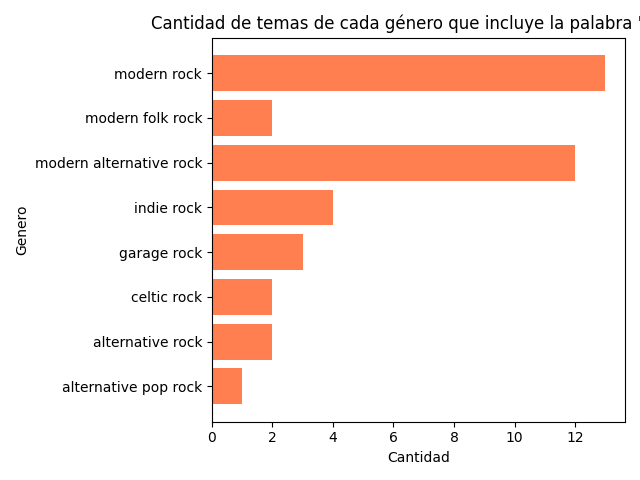 Cantidad de temas de cada género que incluye la palabra '
modern rock
modern folk rock
modern alternative rock
indie rock
garage rock
celtic rock
alternative rock
alternative pop rock
Genero
0 2 4 6 8 10 12
Cantidad